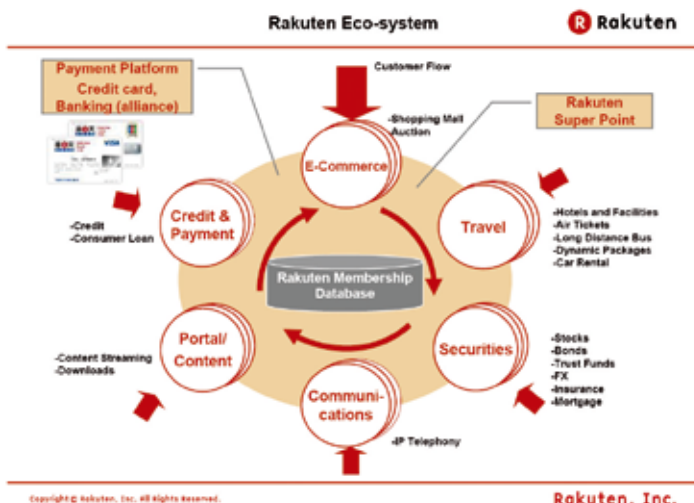 Rakuten Eco-system
R Rakuten
Payment Platform
Credit card,
Banking (alliance)
Customer Flow
-Shopping Mall
Auction
Rakuten
Super Point
VISA
E-Commerce
Credit &
Payment
-Credit
-Consumer Loan
Travel
-Hotels and Facilities
-Air Tickets
-Long Distance Bus
-Dynamic Packages
-Car Rental
Rakuten Membership
Database
Portal/
Content
-Content Streaming
-Downloads
Securities
-Stocks
-Bonds
-Trust Funds
-FX
-Insurance
-Mortgage
Communi-
cations
-IP Telephony
Copyright © Rakuten, Inc. All Rights Reserved.
Rakuten, Inc.